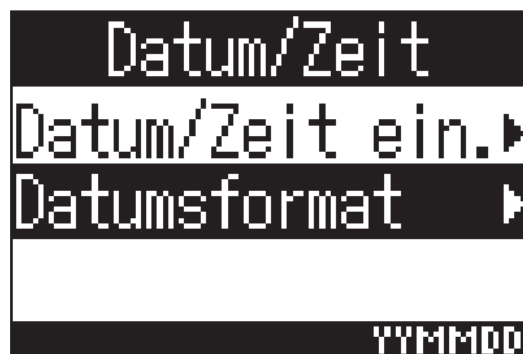 Datum/Zeit
Datum/Zeit ein.
Datumsformat
YYMMDD